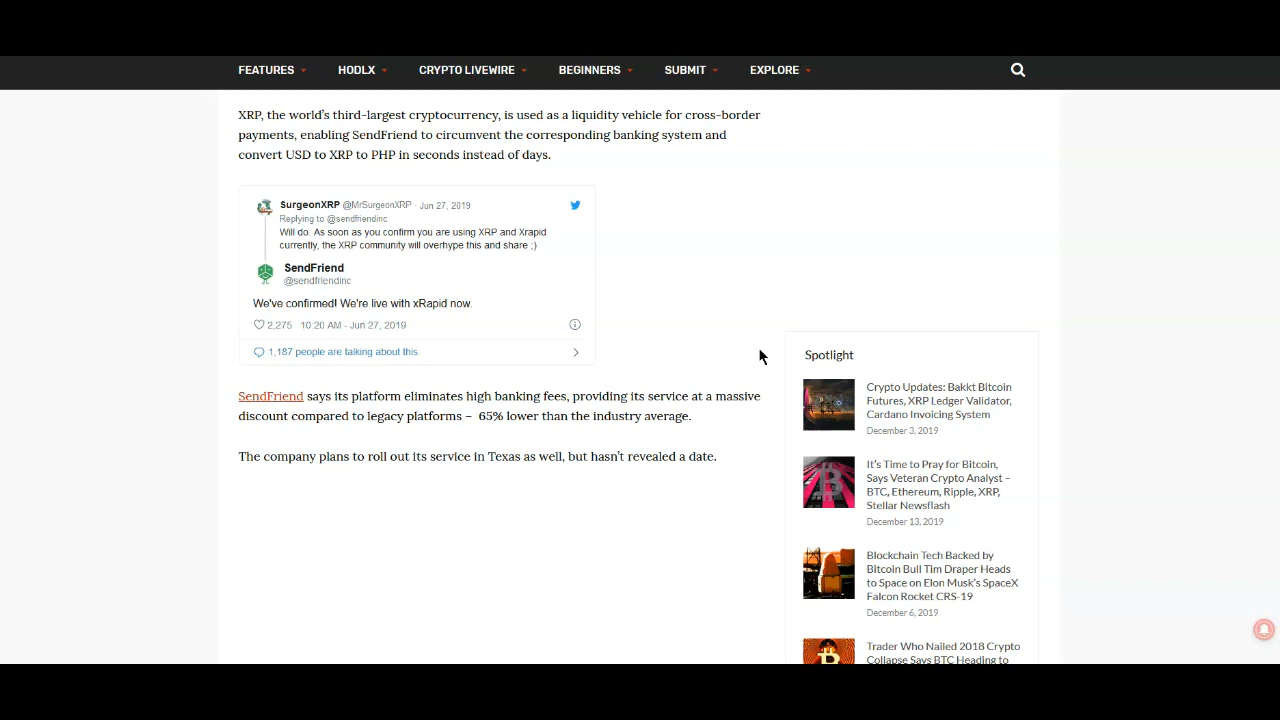 FEATURES HODLX CRYPTO LIVEWIRE BEGINNERS SUBMIT EXPLORE
XRP, the world's third-largest cryptocurrency, is used as a liquidity vehicle for cross-border
payments, enabling SendFriend to circumvent the corresponding banking system and
convert USD to XRP to PHP in seconds instead of days.
SurgeonXRP @MrSurgeonXRP · Jun 27, 2019
Replying to @sendfriendinc
Will do. As soon as you confirm you are using XRP and Xrapid
currently, the XRP community will overhype this and share ;)
SendFriend
@sendfriendinc
We've confirmed! We're live with xRapid now.
2,275 10:20 AM - Jun 27, 2019
1,187 people are talking about this
SendFriend says its platform eliminates high banking fees, providing its service at a massive
discount compared to legacy platforms – 65% lower than the industry average.
The company plans to roll out its service in Texas as well, but hasn't revealed a date.
Spotlight
Crypto Updates: Bakkt Bitcoin
Futures, XRP Ledger Validator,
Cardano Invoicing System
December 3, 2019
It's Time to Pray for Bitcoin,
Says Veteran Crypto Analyst –
BTC, Ethereum, Ripple, XRP,
Stellar Newsflash
December 13, 2019
Blockchain Tech Backed by
Bitcoin Bull Tim Draper Heads
to Space on Elon Musk's SpaceX
Falcon Rocket CRS-19
December 6, 2019
Trader Who Nailed 2018 Crypto
Collapse Says BTC Heading to